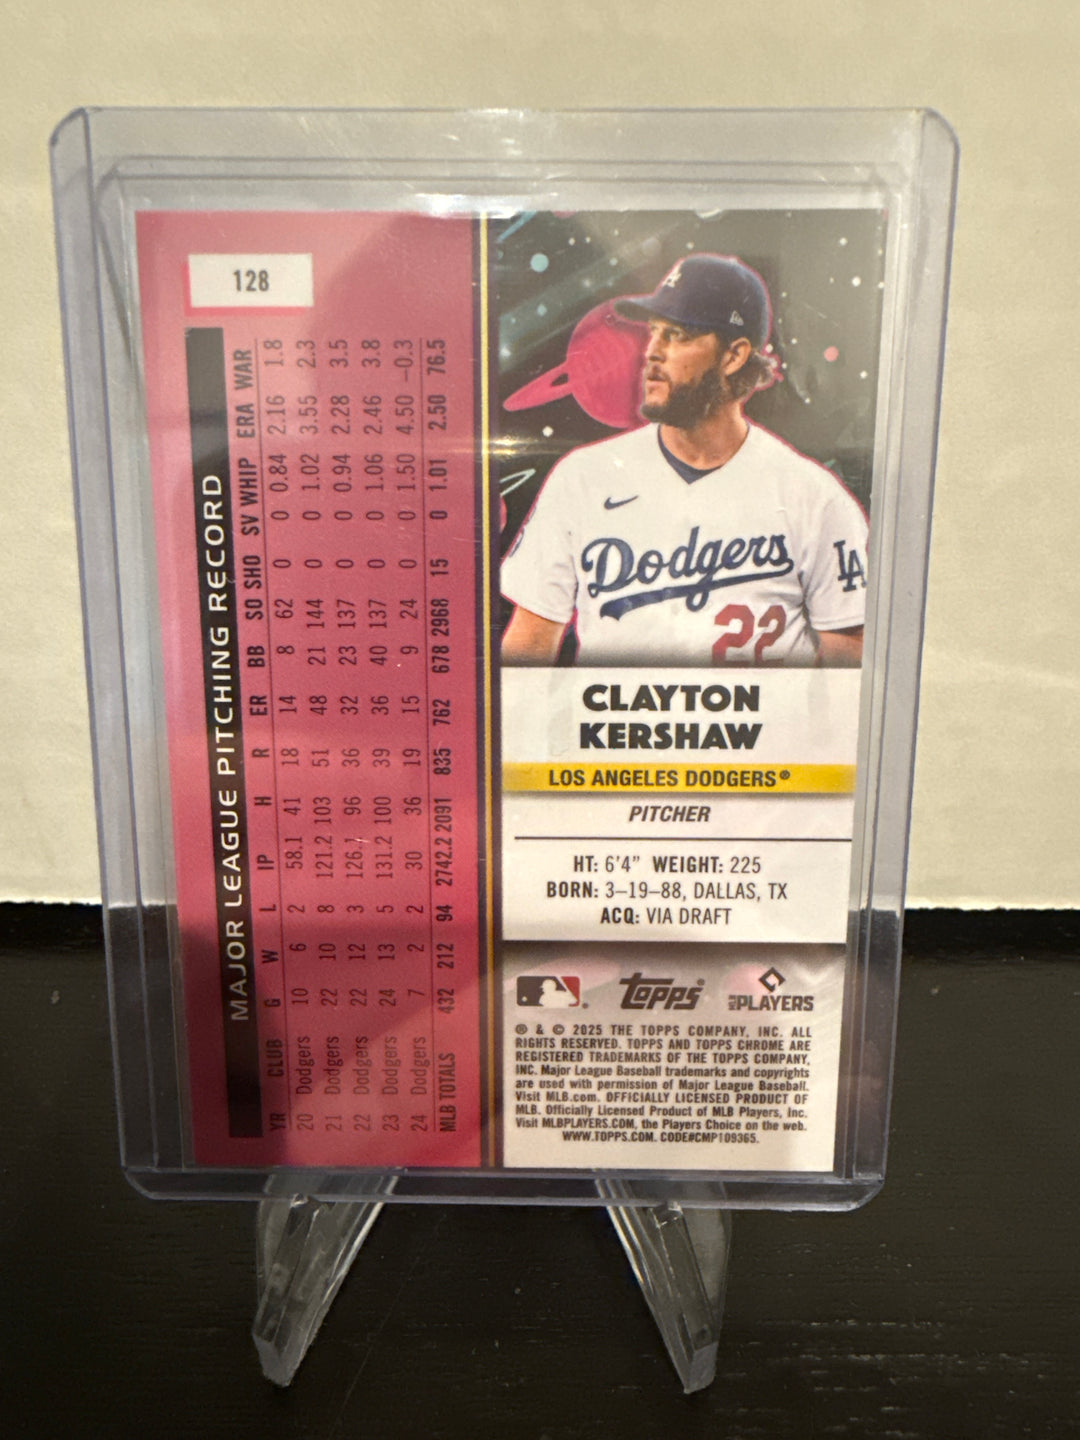 128
MAJOR LEAGUE PITCHING RECORD
YR CLUB G W L IP H R ER BB SO SHO SV WHIP ERA WAR
20 Dodgers 10 6 2 58.1 41 18 14 8 62 0 0 0.84 2.16 1.8
21 Dodgers 22 10 8 121.2 103 51 48 21 144 0 0 1.02 3.55 2.3
22 Dodgers 22 12 3 126.1 96 36 32 23 137 0 0 0.94 2.28 3.5
23 Dodgers 24 13 5 131.2 100 39 36 40 137 0 0 1.06 2.46 3.8
24 Dodgers 7 2 2 30 36 19 15 9 24 0 0 1.50 4.50 –0.3
MLB TOTALS 432 212 94 2742.2 2091 835 762 678 2968 15 0 1.01 2.50 76.5
LA
Dodgers
LA
22
CLAYTON
KERSHAW
LOS ANGELES DODGERS®
PITCHER
HT: 6'4" WEIGHT: 225
BORN: 3–19–88, DALLAS, TX
ACQ: VIA DRAFT
Topps PLAYERS
® & © 2025 THE TOPPS COMPANY, INC. ALL
RIGHTS RESERVED. TOPPS AND TOPPS CHROME ARE
REGISTERED TRADEMARKS OF THE TOPPS COMPANY,
INC. Major League Baseball trademarks and copyrights
are used with permission of Major League Baseball.
Visit MLB.com. OFFICIALLY LICENSED PRODUCT OF
MLB. Officially Licensed Product of MLB Players, Inc.
Visit MLBPLAYERS.COM, the Players Choice on the web.
WWW.TOPPS.COM. CODE#CMP109365.